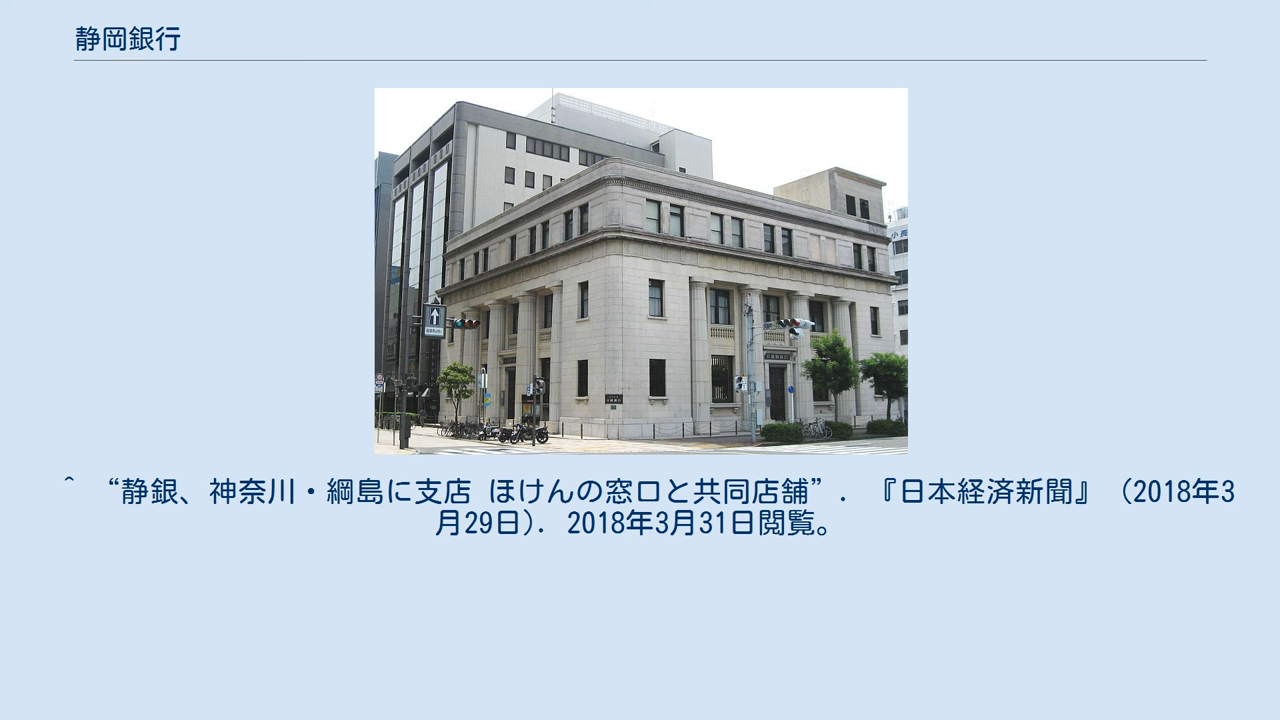 静岡銀行
小長
^ “静銀、神奈川・綱島に支店 ほけんの窓口と共同店舗”. 『日本経済新聞』 (2018年3
月29日). 2018年3月31日閲覧。